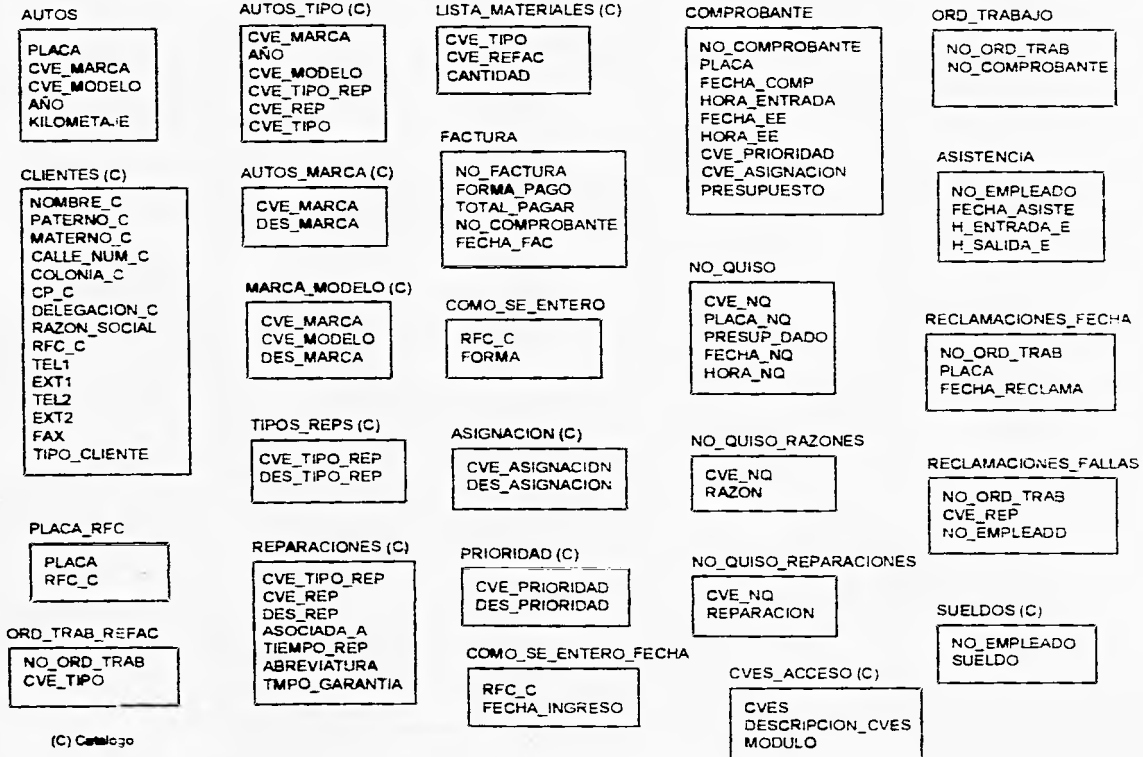 AUTOS
PLACA
CVE_MARCA
CVE_MODELO
AÑO
KILOMETAJE
CLIENTES (C)
NOMBRE_C
PATERNO_C
MATERNO_C
CALLE_NUM_C
COLONIA_C
CP_C
DELEGACION_C
RAZON_SOCIAL
RFC_C
TEL1
EXT1
TEL2
EXT2
FAX
TIPO_CLIENTE
PLACA_RFC
PLACA
RFC_C
ORD_TRAB_REFAC
NO_ORD_TRAB
CVE_TIPO
(C) Catalogo
AUTOS_TIPO (C)
CVE_MARCA
AÑO
CVE_MODELO
CVE_TIPO_REP
CVE_REP
CVE_TIPO
AUTOS_MARCA (C)
CVE_MARCA
DES_MARCA
MARCA_MODELO (C)
CVE_MARCA
CVE_MODELO
DES_MARCA
TIPOS_REPS (C)
CVE_TIPO_REP
DES_TIPO_REP
REPARACIONES (C)
CVE_TIPO_REP
CVE_REP
DES_REP
ASOCIADA_A
TIEMPO_REP
ABREVIATURA
TMPO_GARANTIA
LISTA_MATERIALES (C)
CVE_TIPO
CVE_REFAC
CANTIDAD
FACTURA
NO_FACTURA
FORMA_PAGO
TOTAL_PAGAR
NO_COMPROBANTE
FECHA_FAC
COMO_SE_ENTERO
RFC_C
FORMA
ASIGNACION (C)
CVE_ASIGNACION
DES_ASIGNACION
PRIORIDAD (C)
CVE_PRIORIDAD
DES_PRIORIDAD
COMO_SE_ENTERO_FECHA
RFC_C
FECHA_INGRESO
COMPROBANTE
NO_COMPROBANTE
PLACA
FECHA_COMP
HORA_ENTRADA
FECHA_EE
HORA_EE
CVE_PRIORIDAD
CVE_ASIGNACION
PRESUPUESTO
NO_QUISO
CVE_NQ
PLACA_NQ
PRESUP_DADO
FECHA_NQ
HORA_NQ
NO_QUISO_RAZONES
CVE_NQ
RAZON
NO_QUISO_REPARACIONES
CVE_NQ
REPARACION
CVES_ACCESO (C)
CVES
DESCRIPCION_CVES
MODULO
ORD_TRABAJO
NO_ORD_TRAB
NO_COMPROBANTE
ASISTENCIA
NO_EMPLEADO
FECHA_ASISTE
H_ENTRADA_E
H_SALIDA_E
RECLAMACIONES_FECHA
NO_ORD_TRAB
PLACA
FECHA_RECLAMA
RECLAMACIONES_FALLAS
NO_ORD_TRAB
CVE_REP
NO_EMPLEADO
SUELDOS (C)
NO_EMPLEADO
SUELDO